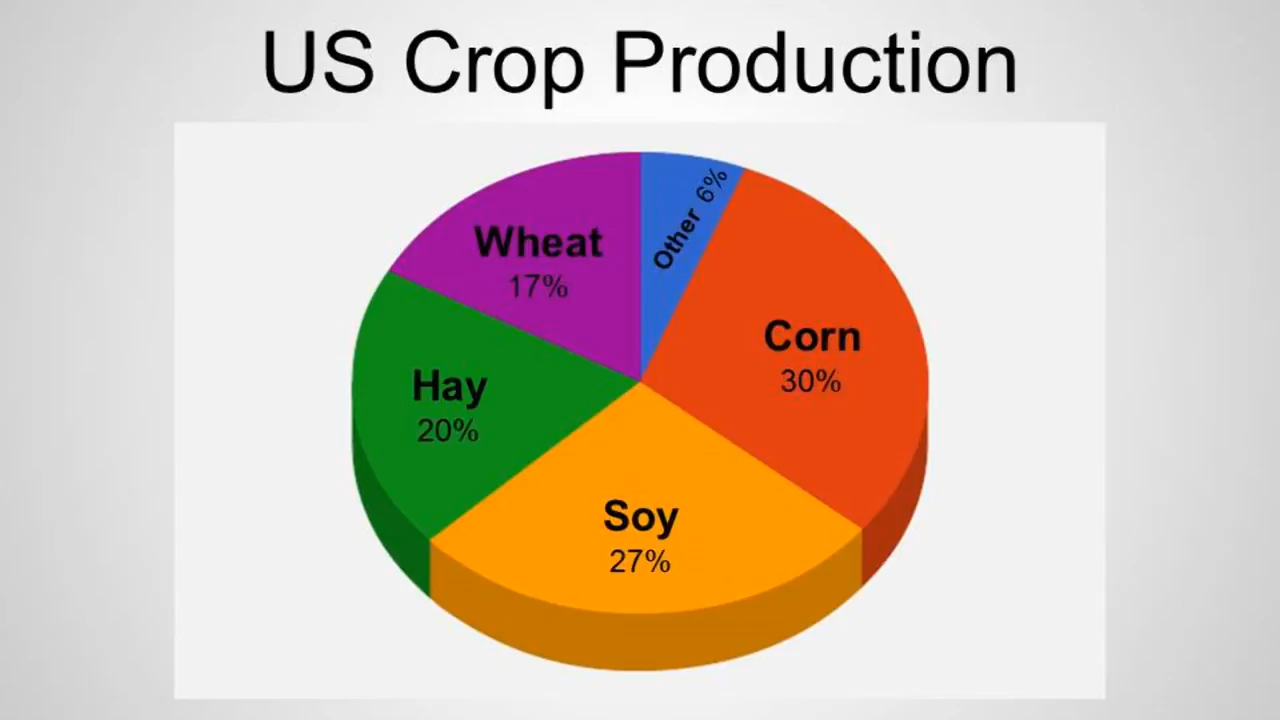 US Crop Production
Other 6%
Wheat
17%
Corn
30%
Hay
20%
Soy
27%